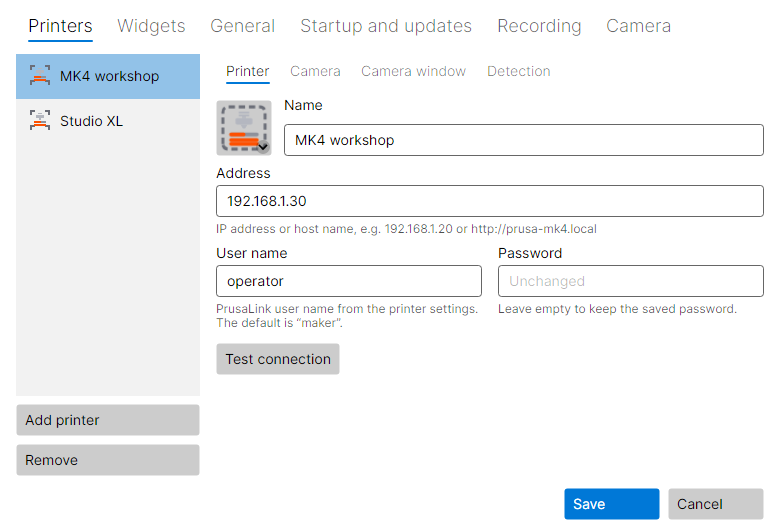 Printers Widgets General Startup and updates Recording Camera
MK4 workshop
Studio XL
Add printer
Remove
Printer Camera Camera window Detection
Name
MK4 workshop
Address
192.168.1.30
IP address or host name, e.g. 192.168.1.20 or http://prusa-mk4.local
User name
operator
PrusaLink user name from the printer settings.
The default is “maker”.
Password
Unchanged
Leave empty to keep the saved password.
Test connection
Save Cancel